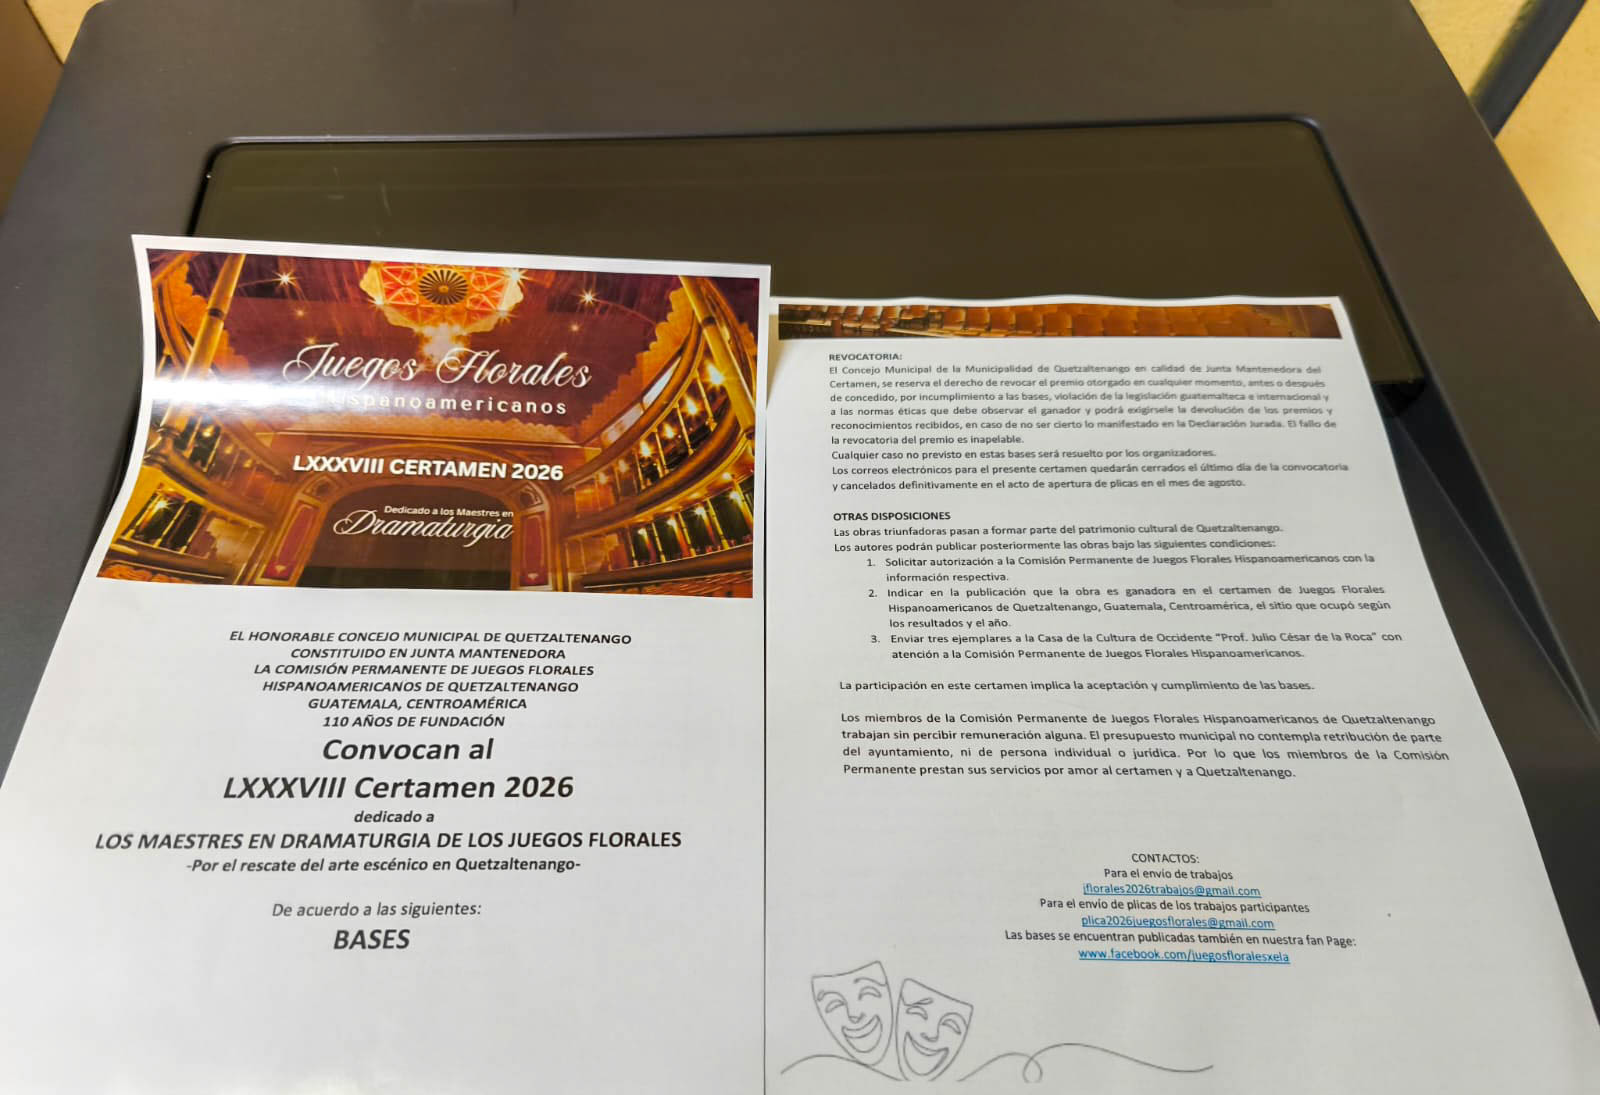 Juegos Florales
Hispanoamericanos
LXXXVIII CERTAMEN 2026
Dedicado a los Maestres en
Dramaturgia
EL HONORABLE CONCEJO MUNICIPAL DE QUETZALTENANGO
CONSTITUIDO EN JUNTA MANTENEDORA
LA COMISIÓN PERMANENTE DE JUEGOS FLORALES
HISPANOAMERICANOS DE QUETZALTENANGO
GUATEMALA, CENTROAMÉRICA
110 AÑOS DE FUNDACIÓN
Convocan al
LXXXVIII Certamen 2026
dedicado a
LOS MAESTRES EN DRAMATURGIA DE LOS JUEGOS FLORALES
-Por el rescate del arte escénico en Quetzaltenango-
De acuerdo a las siguientes:
BASES
REVOCATORIA:
El Concejo Municipal de la Municipalidad de Quetzaltenango en calidad de Junta Mantenedora del
Certamen, se reserva el derecho de revocar el premio otorgado en cualquier momento, antes o después
de concedido, por incumplimiento a las bases, violación de la legislación guatemalteca e internacional y
a las normas éticas que debe observar el ganador y podrá exigírsele la devolución de los premios y
reconocimientos recibidos, en caso de no ser cierto lo manifestado en la Declaración Jurada. El fallo de
la revocatoria del premio es inapelable.
Cualquier caso no previsto en estas bases será resuelto por los organizadores.
Los correos electrónicos para el presente certamen quedarán cerrados el último día de la convocatoria
y cancelados definitivamente en el acto de apertura de plicas en el mes de agosto.
OTRAS DISPOSICIONES
Las obras triunfadoras pasan a formar parte del patrimonio cultural de Quetzaltenango.
Los autores podrán publicar posteriormente las obras bajo las siguientes condiciones:
1. Solicitar autorización a la Comisión Permanente de Juegos Florales Hispanoamericanos con la
información respectiva.
2. Indicar en la publicación que la obra es ganadora en el certamen de Juegos Florales
Hispanoamericanos de Quetzaltenango, Guatemala, Centroamérica, el sitio que ocupó según
los resultados y el año.
3. Enviar tres ejemplares a la Casa de la Cultura de Occidente "Prof. Julio César de la Roca" con
atención a la Comisión Permanente de Juegos Florales Hispanoamericanos.
La participación en este certamen implica la aceptación y cumplimiento de las bases.
Los miembros de la Comisión Permanente de Juegos Florales Hispanoamericanos de Quetzaltenango
trabajan sin percibir remuneración alguna. El presupuesto municipal no contempla retribución de parte
del ayuntamiento, ni de persona individual o jurídica. Por lo que los miembros de la Comisión
Permanente prestan sus servicios por amor al certamen y a Quetzaltenango.
CONTACTOS:
Para el envío de trabajos
jflorales2026trabajos@gmail.com
Para el envío de plicas de los trabajos participantes
plica2026juegosflorales@gmail.com
Las bases se encuentran publicadas también en nuestra fan Page:
www.facebook.com/juegosfloralesxela